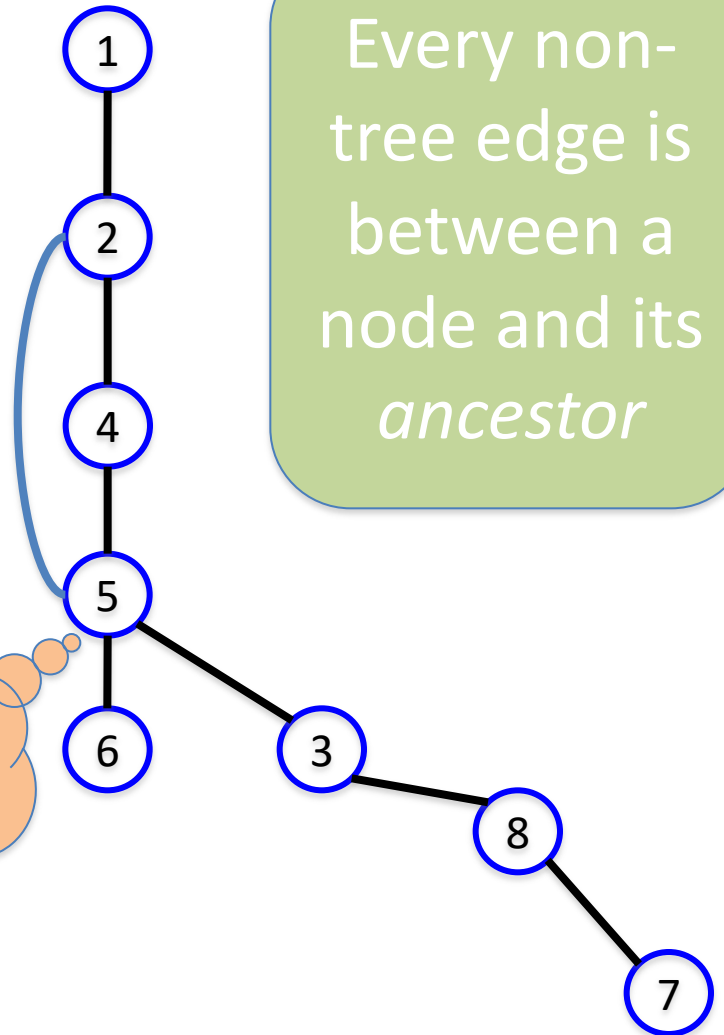 1
Every non-
tree edge is
between a
node and its
ancestor
2
4
5
6
3
8
7